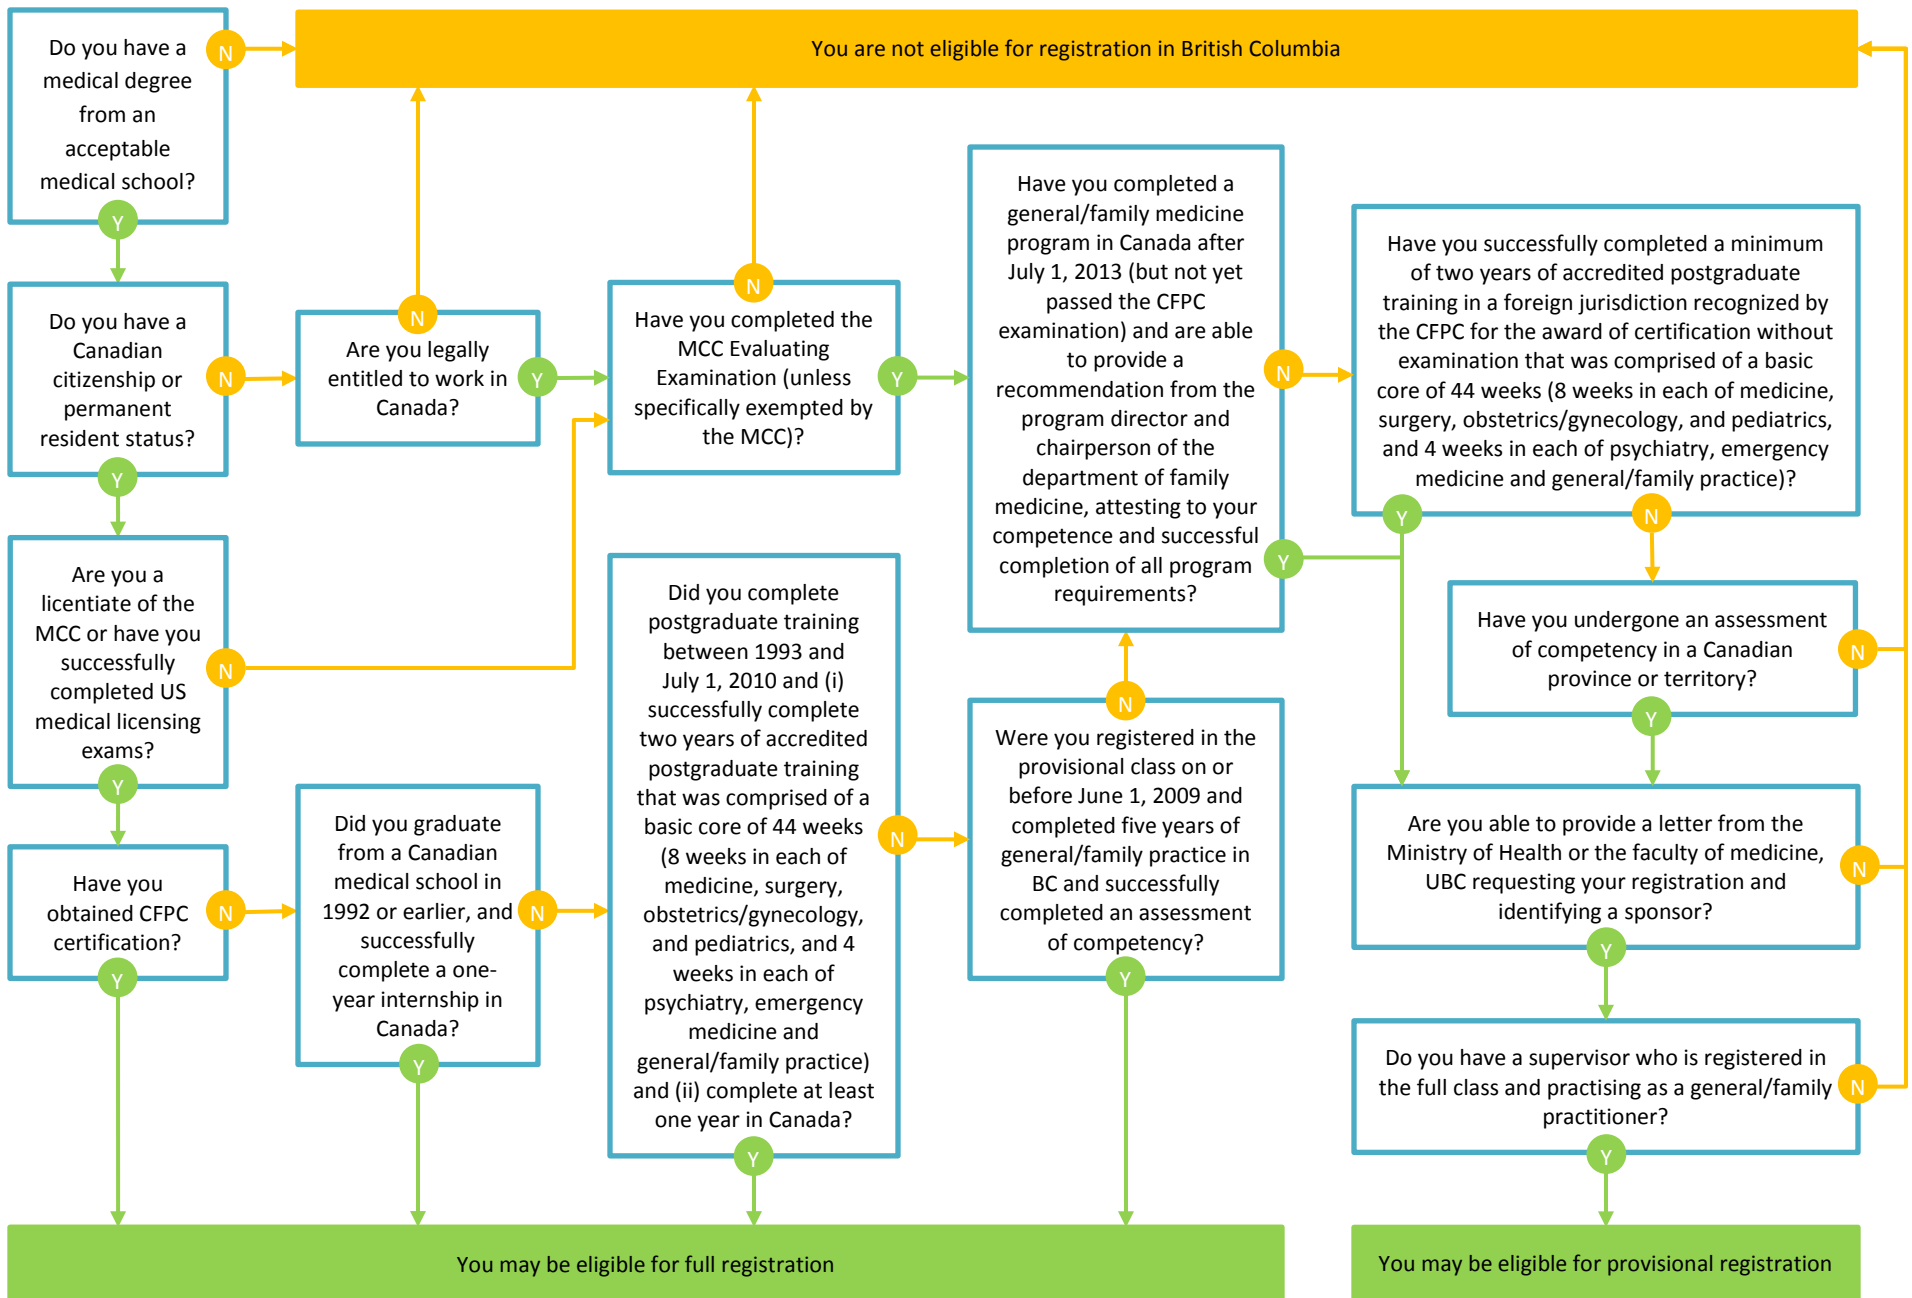 Do you have a
medical degree
from an
acceptable
medical school?
N
Y
You are not eligible for registration in British Columbia
Do you have a
Canadian
citizenship or
permanent
resident status?
N
Y
Are you legally
entitled to work in
Canada?
N
Y
Have you completed the
MCC Evaluating
Examination (unless
specifically exempted by
the MCC)?
N
Y
Have you completed a
general/family medicine
program in Canada after
July 1, 2013 (but not yet
passed the CFPC
examination) and are able
to provide a
recommendation from the
program director and
chairperson of the
department of family
medicine, attesting to your
competence and successful
completion of all program
requirements?
N
Y
Have you successfully completed a minimum
of two years of accredited postgraduate
training in a foreign jurisdiction recognized by
the CFPC for the award of certification without
examination that was comprised of a basic
core of 44 weeks (8 weeks in each of medicine,
surgery, obstetrics/gynecology, and pediatrics,
and 4 weeks in each of psychiatry, emergency
medicine and general/family practice)?
Y
N
Are you a
licentiate of the
MCC or have you
successfully
completed US
medical licensing
exams?
N
Y
Have you undergone an assessment
of competency in a Canadian
province or territory?
N
Y
Have you
obtained CFPC
certification?
N
Y
Did you graduate
from a Canadian
medical school in
1992 or earlier, and
successfully
complete a one-
year internship in
Canada?
N
Y
Did you complete
postgraduate training
between 1993 and
July 1, 2010 and (i)
successfully complete
two years of accredited
postgraduate training
that was comprised of a
basic core of 44 weeks
(8 weeks in each of
medicine, surgery,
obstetrics/gynecology,
and pediatrics, and 4
weeks in each of
psychiatry, emergency
medicine and
general/family practice)
and (ii) complete at least
one year in Canada?
N
Y
Were you registered in the
provisional class on or
before June 1, 2009 and
completed five years of
general/family practice in
BC and successfully
completed an assessment
of competency?
N
Y
Are you able to provide a letter from the
Ministry of Health or the faculty of medicine,
UBC requesting your registration and
identifying a sponsor?
N
Y
Do you have a supervisor who is registered in
the full class and practising as a general/family
practitioner?
N
Y
You may be eligible for full registration
You may be eligible for provisional registration